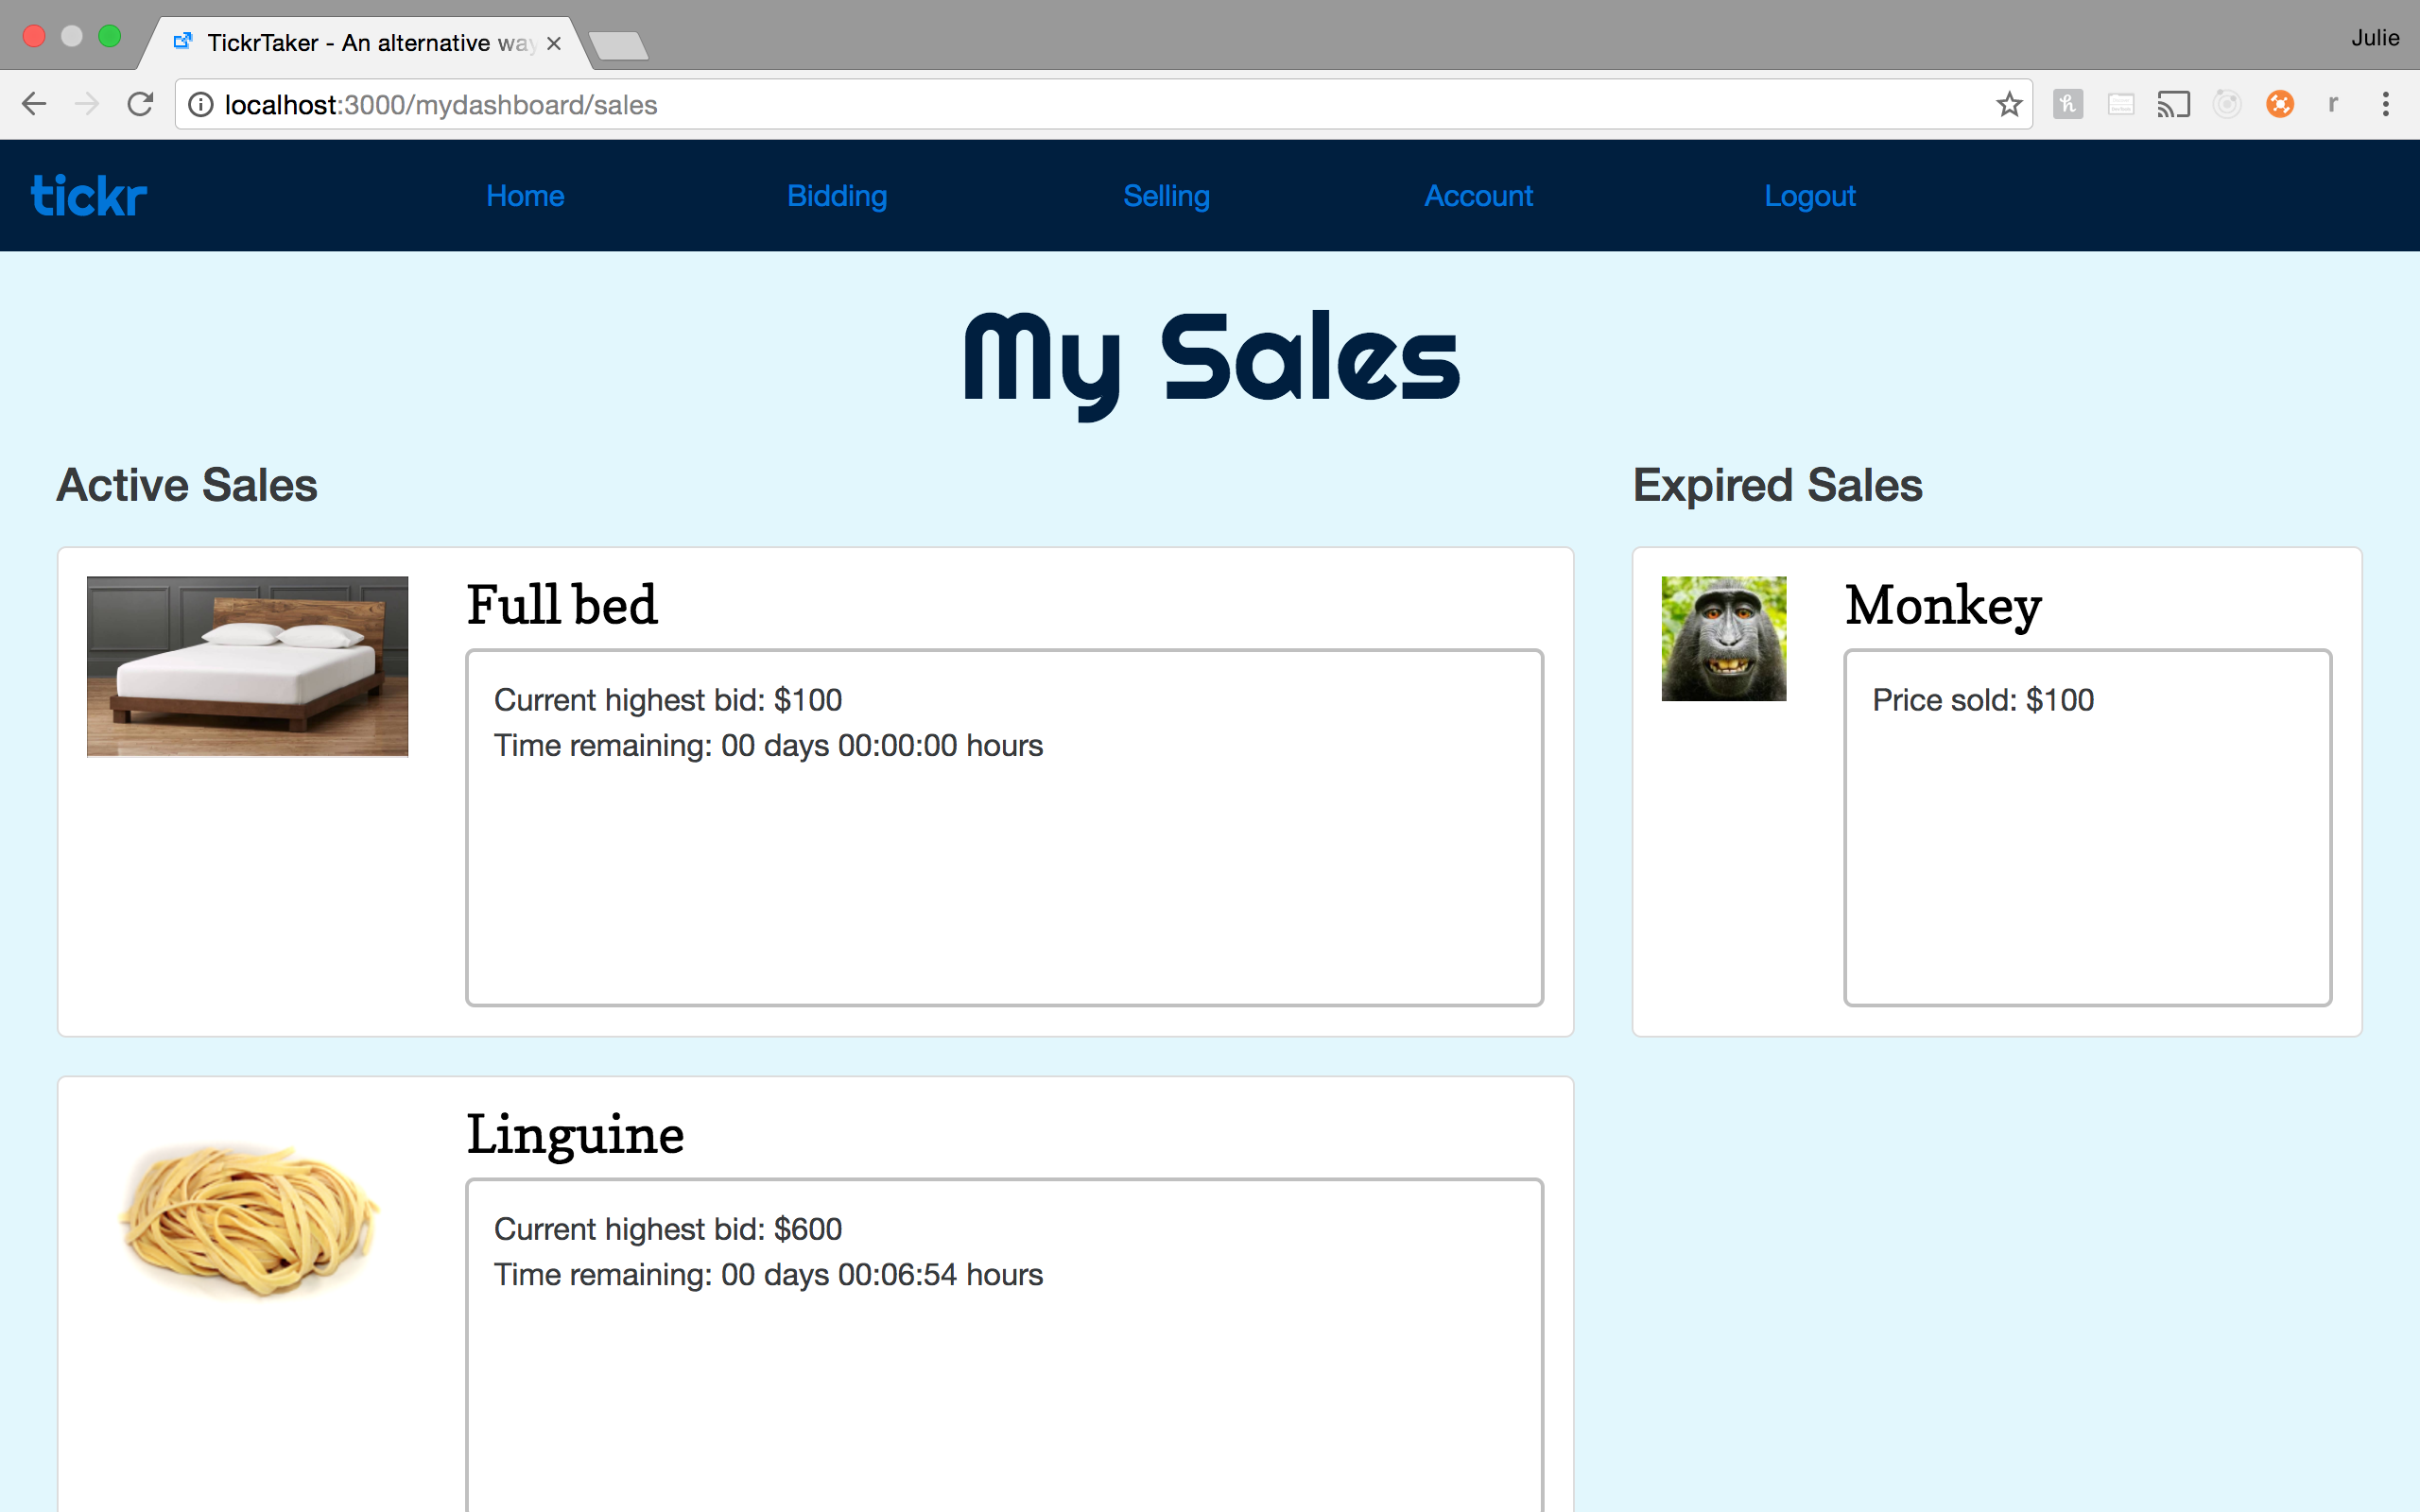 TickrTaker - An alternative way
Julie
localhost:3000/mydashboard/sales
r
tickr
Home
Bidding
Selling
Account
Logout
My Sales
Active Sales
Expired Sales
Full bed
Current highest bid: $100
Time remaining: 00 days 00:00:00 hours
Monkey
Price sold: $100
Linguine
Current highest bid: $600
Time remaining: 00 days 00:06:54 hours